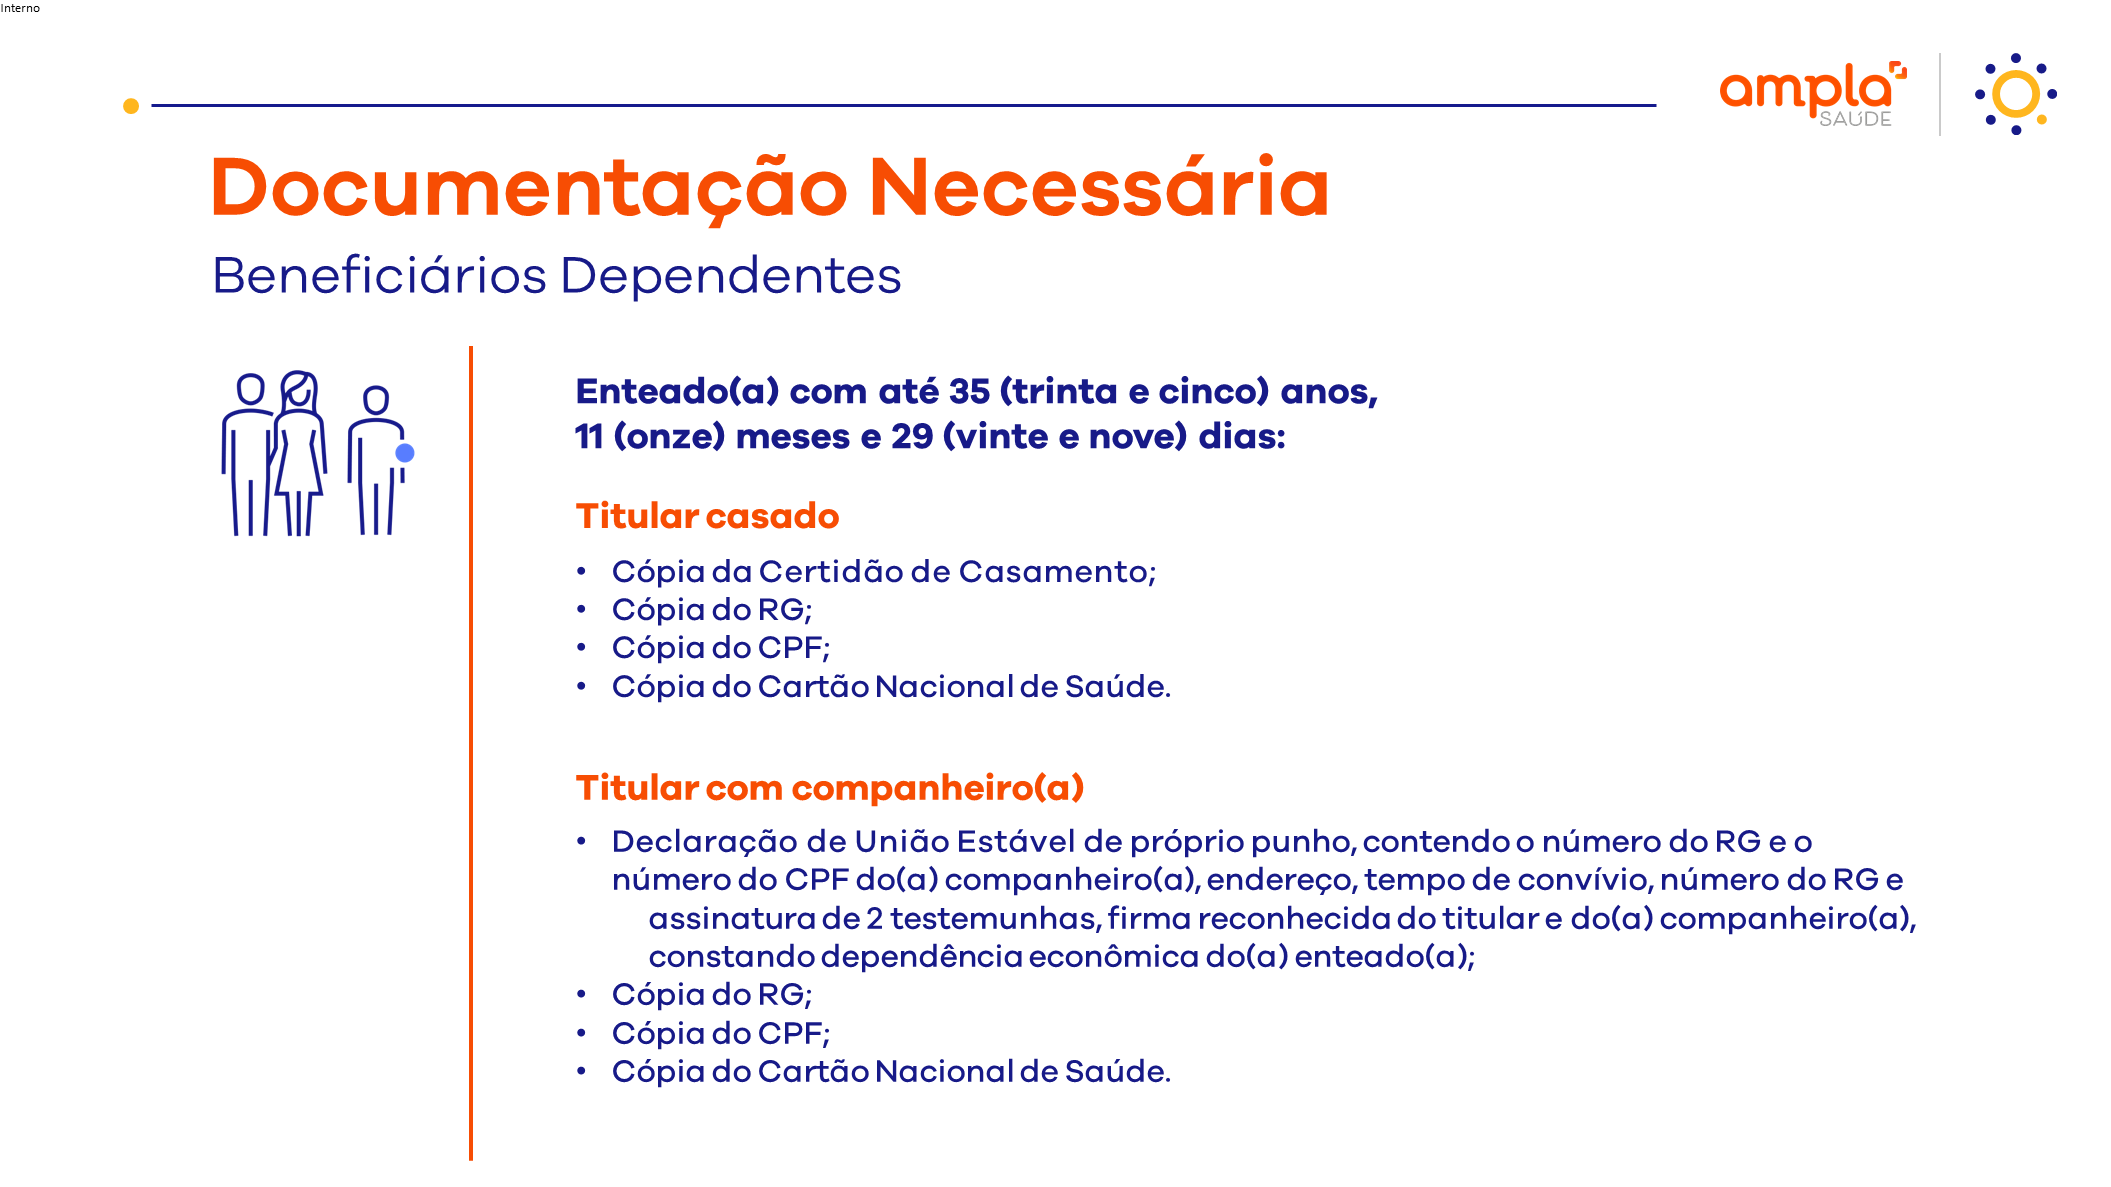 Interno
ampla
SAÚDE
Documentação Necessária
Beneficiários Dependentes
Enteado(a) com até 35 (trinta e cinco) anos,
11 (onze) meses e 29 (vinte e nove) dias:
Titular casado
• Cópia da Certidão de Casamento;
• Cópia do RG;
• Cópia do CPF;
• Cópia do Cartão Nacional de Saúde.
Titular com companheiro(a)
• Declaração de União Estável de próprio punho, contendo o número do RG e o
número do CPF do(a) companheiro(a), endereço, tempo de convívio, número do RG e
assinatura de 2 testemunhas, firma reconhecida do titular e do(a) companheiro(a),
constando dependência econômica do(a) enteado(a);
• Cópia do RG;
• Cópia do CPF;
• Cópia do Cartão Nacional de Saúde.